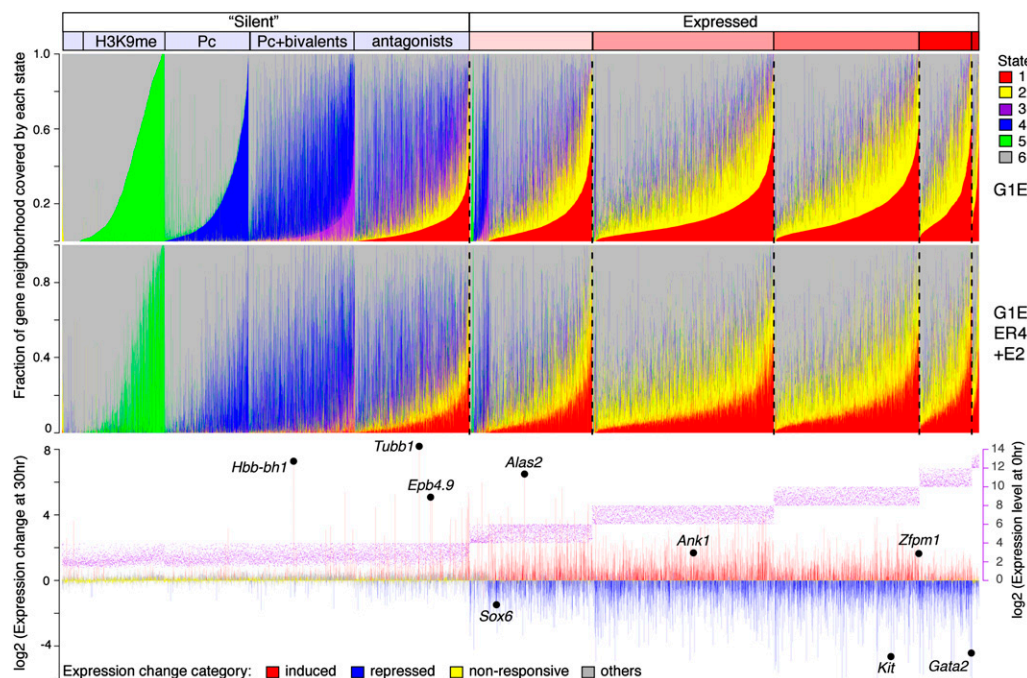 “Silent”
Expressed
H3K9me
Pc
Pc+bivalents
antagonists
Fraction of gene neighborhood covered by each state
1.0
0.6
0.2
State
1
2
3
4
5
6
G1E
0.8
0.4
0
G1E
ER4
+E2
log2 (Expression change at 30hr)
8
4
0
-4
Hbb-bh1
Tubb1
Epb4.9
Alas2
Sox6
Ank1
Zfpm1
Kit
Gata2
14
12
10
8
6
4
2
0
log2 (Expression level at 0hr)
Expression change category: induced repressed non-responsive others